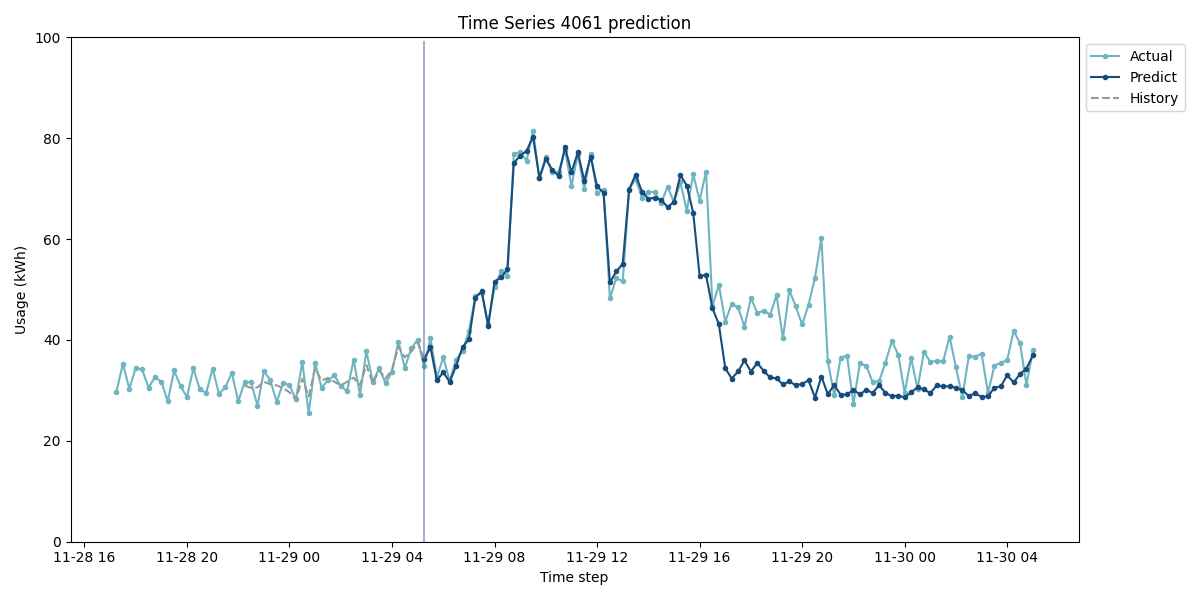 Time Series 4061 prediction
Actual
Predict
History
Usage (kWh)
100
80
60
40
20
0
11-28 16
11-28 20
11-29 00
11-29 04
11-29 08
11-29 12
11-29 16
11-29 20
11-30 00
11-30 04
Time step